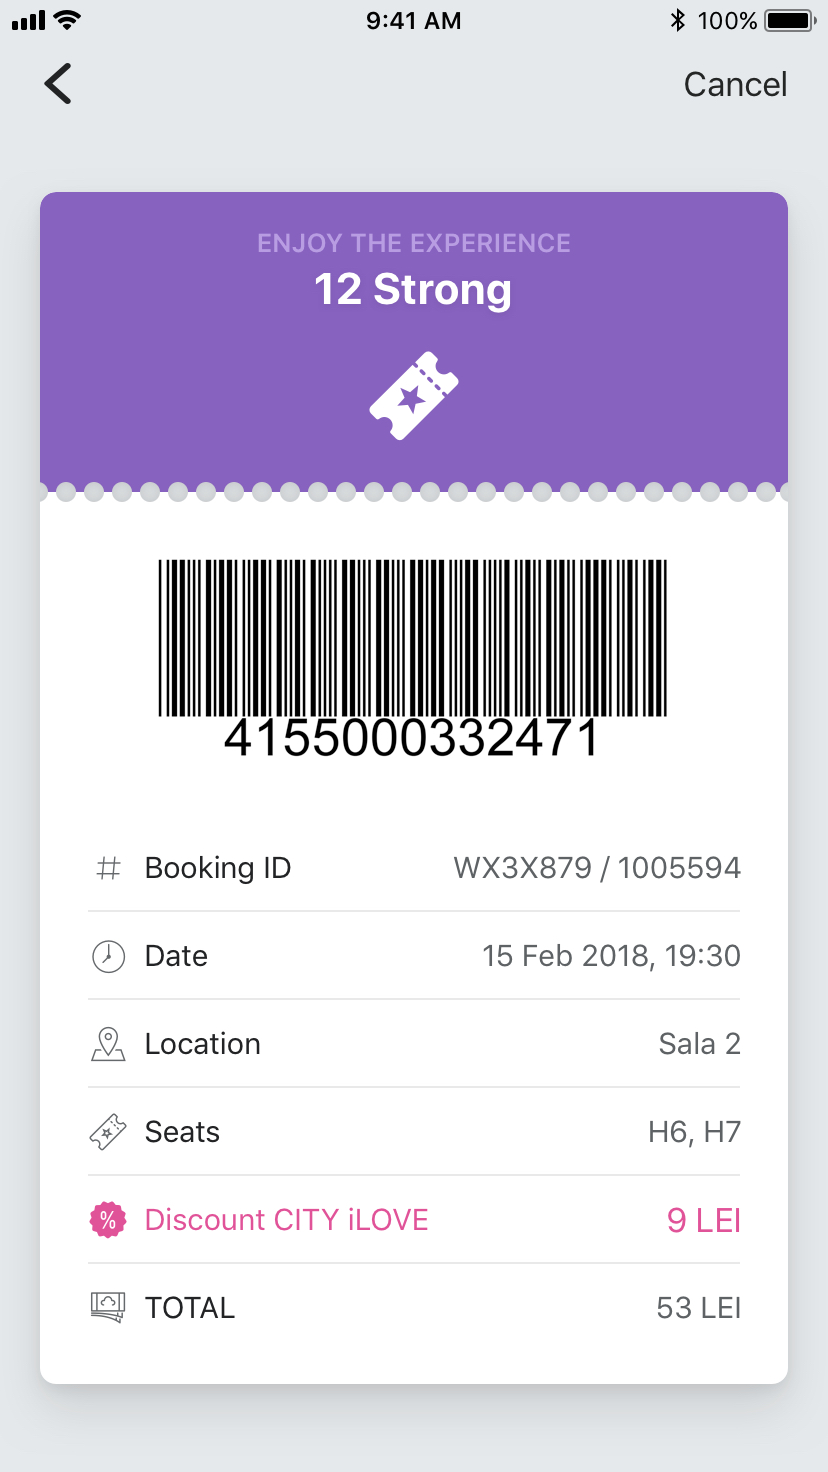 9:41 AM
100%
Cancel
ENJOY THE EXPERIENCE
12 Strong
4155000332471
# Booking ID WX3X879 / 1005594
Date 15 Feb 2018, 19:30
Location Sala 2
Seats H6, H7
% Discount CITY iLOVE 9 LEI
TOTAL 53 LEI